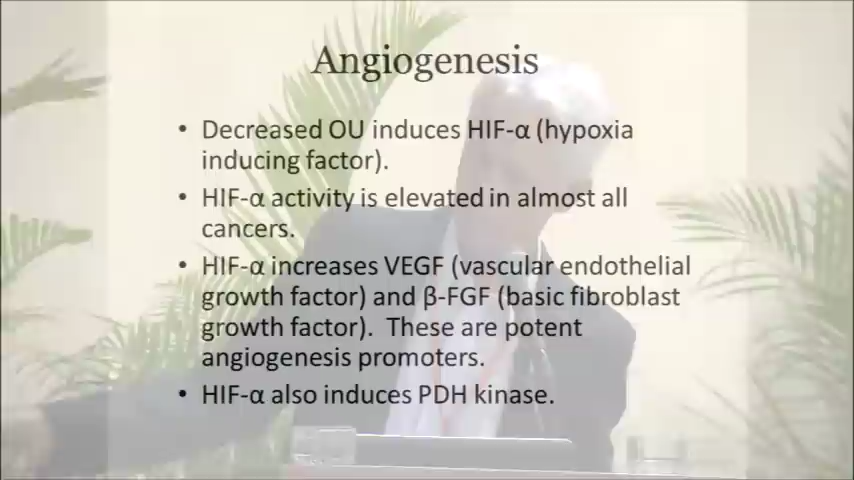 Angiogenesis
• Decreased OU induces HIF-α (hypoxia
inducing factor).
• HIF-α activity is elevated in almost all
cancers.
• HIF-α increases VEGF (vascular endothelial
growth factor) and β-FGF (basic fibroblast
growth factor).  These are potent
angiogenesis promoters.
• HIF-α also induces PDH kinase.